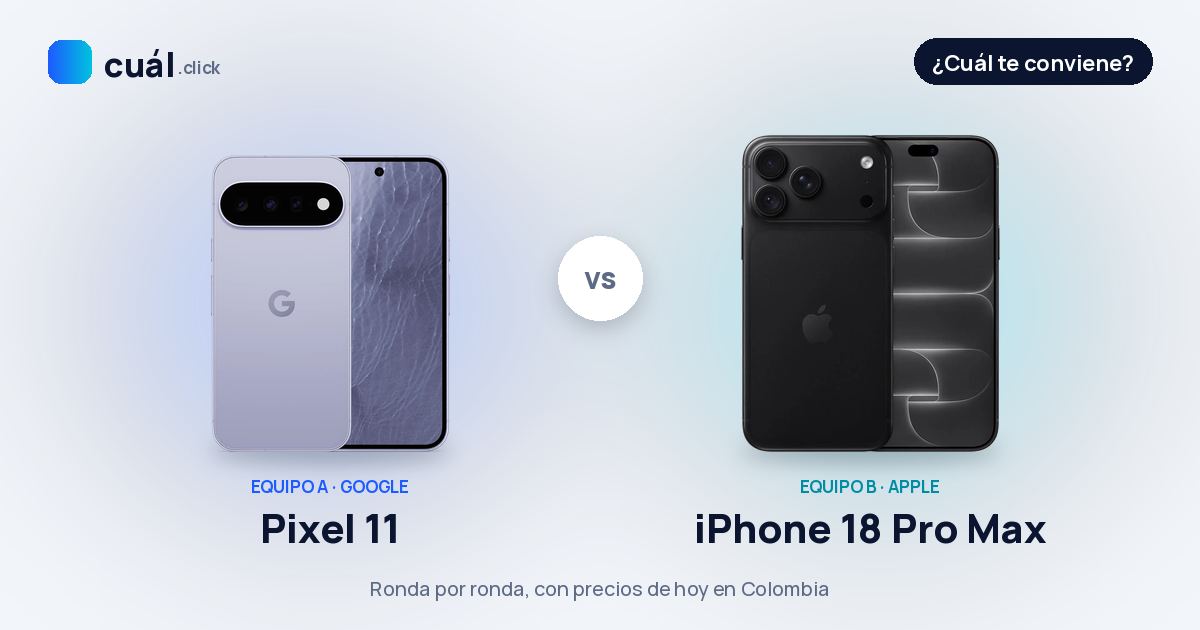 cuál.click
¿Cuál te conviene?
G
VS
EQUIPO A · GOOGLE
EQUIPO B · APPLE
Pixel 11
iPhone 18 Pro Max
Ronda por ronda, con precios de hoy en Colombia